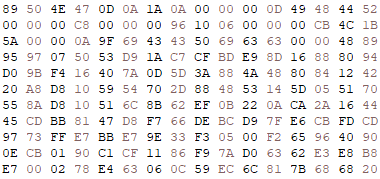 89 50 4E 47 0D 0A 1A 0A 00 00 00 0D 49 48 44 52
00 00 00 C8 00 00 00 96 10 06 00 00 00 CB 4C 1B
5A 00 00 0A 9F 69 43 43 50 69 63 63 00 00 48 89
95 97 07 50 53 D9 1A C7 CF BD E9 8D 16 88 80 94
D0 9B F4 16 40 7A 0D 5D 3A 88 4A 48 80 84 12 42
20 A8 D8 10 59 54 70 2D 88 48 53 14 5D 05 51 70
55 8A D8 10 51 6C 8B 62 EF 0B 22 0A CA 2A 16 44
45 CD BB 81 47 D8 F7 66 DE BC D9 7F E6 CB FD CD
97 73 FF E7 BB E7 9E 33 F3 05 00 F2 65 96 40 90
0E CB 01 90 C1 CF 11 86 F9 7A D0 63 62 E3 E8 B8
E7 00 02 78 E4 63 06 0C 59 EC 6C 81 7B 68 68 20